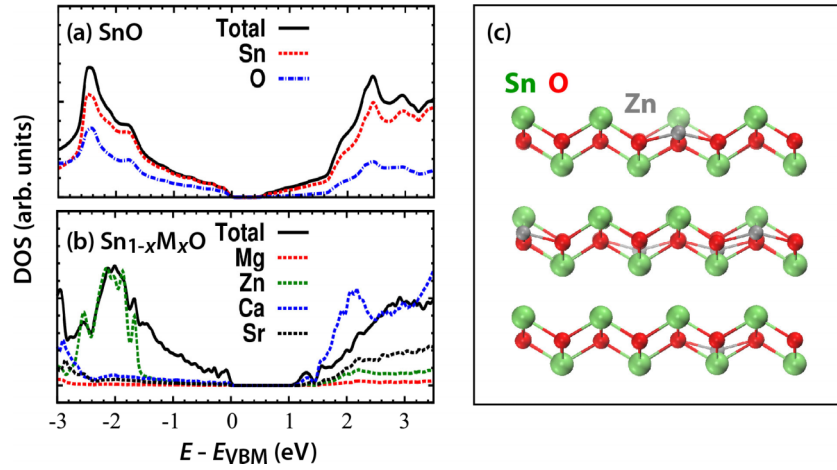 (a) SnO
Total
Sn
O
(b) Sn1-xMxO
Total
Mg
Zn
Ca
Sr
DOS (arb. units)
-3 -2 -1 0 1 2 3
E - EVBM (eV)
(c)
Sn O
Zn